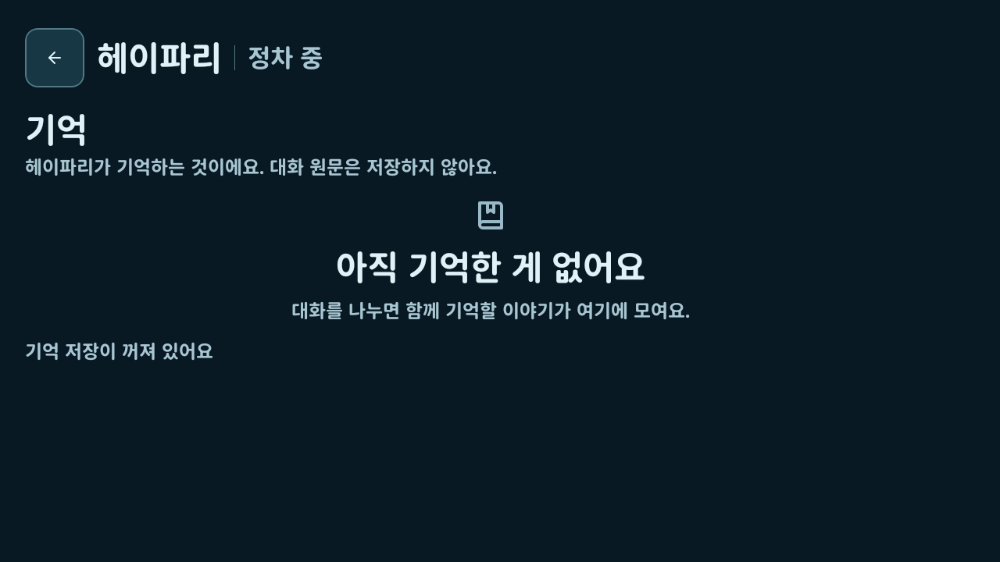 헤이파리
정차 중
기억
헤이파리가 기억하는 것이에요. 대화 원문은 저장하지 않아요.
아직 기억한 게 없어요
대화를 나누면 함께 기억할 이야기가 여기에 모여요.
기억 저장이 꺼져 있어요